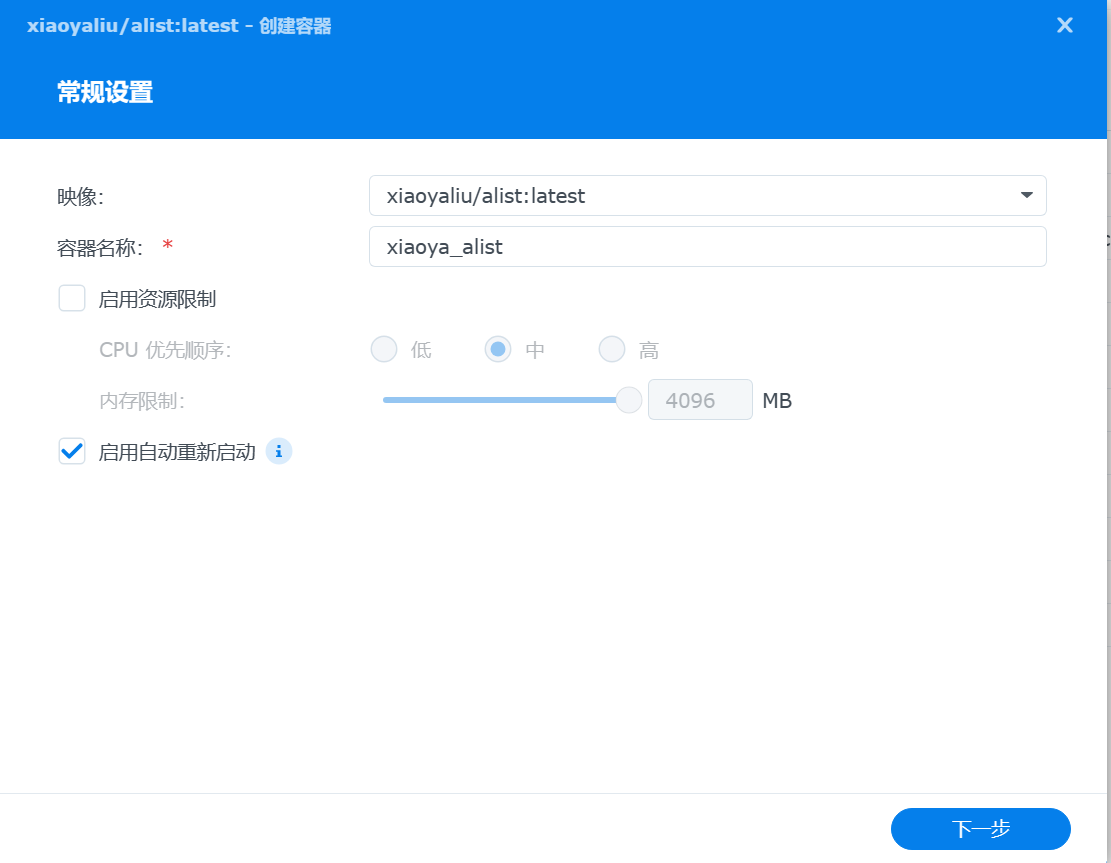 xiaoyaliu/alist:latest - 创建容器
常规设置
映像: xiaoyaliu/alist:latest
容器名称: * xiaoya_alist
启用资源限制
CPU 优先顺序: 低 中 高
内存限制: 4096 MB
启用自动重新启动
下一步